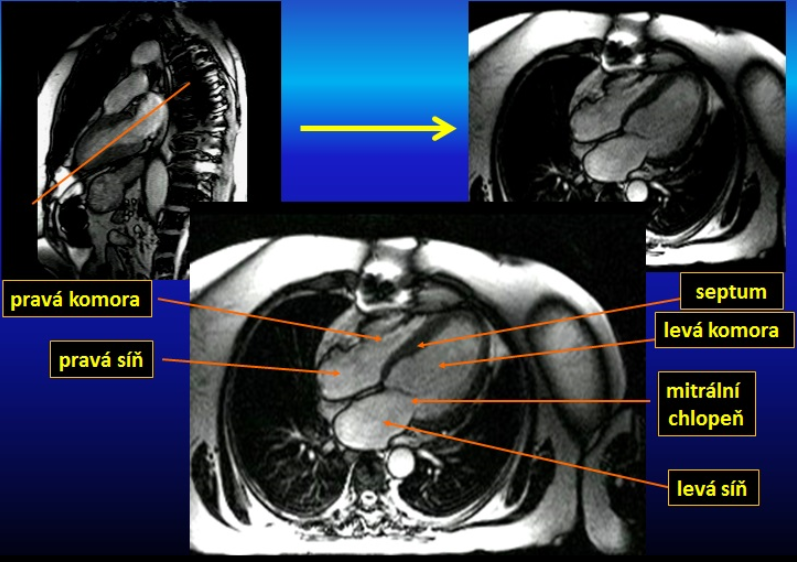 pravá komora
pravá síň
septum
levá komora
mitrální
chlopeň
levá síň